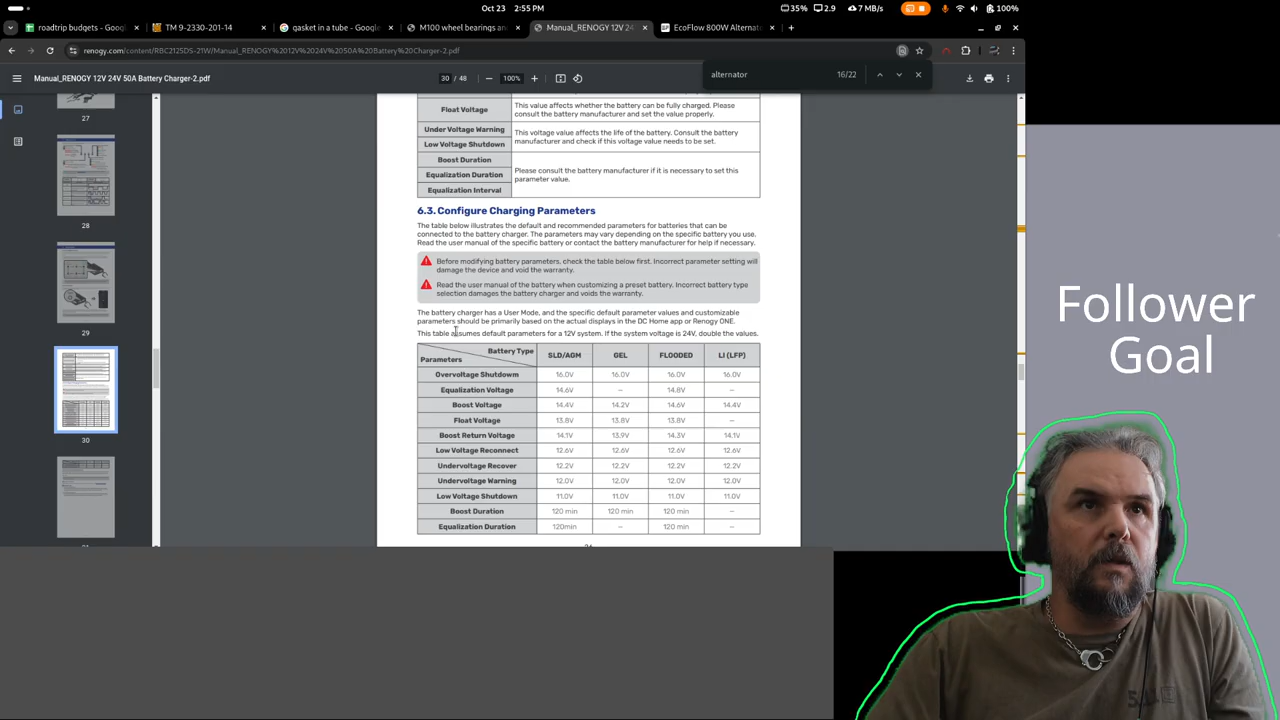 Oct 23 2:55 PM
35% 2.9 7 MB/s 100%
roadtrip budgets - Goog
TM 9-2330-201-14
gasket in a tube - Google
M100 wheel bearings an
Manual_RENOGY 12V 24
EcoFlow 800W Alternat
renogy.com/content/RBC2125DS-21W/Manual_RENOGY%2012V%2024V%2050A%20Battery%20Charger-2.pdf
Manual_RENOGY 12V 24V 50A Battery Charger-2.pdf
30 / 48
100%
alternator 16/22
27
28
29
30
Float Voltage
This value affects whether the battery can be fully charged. Please
consult the battery manufacturer and set the value properly.
Under Voltage Warning
Low Voltage Shutdown
This voltage value affects the life of the battery. Consult the battery
manufacturer and check if this voltage value needs to be set.
Boost Duration
Equalization Duration
Equalization Interval
Please consult the battery manufacturer if it is necessary to set this
parameter value.
6.3. Configure Charging Parameters
The table below illustrates the default and recommended parameters for batteries that can be
connected to the battery charger. The parameters may vary depending on the specific battery you use.
Read the user manual of the specific battery or contact the battery manufacturer for help if necessary.
Before modifying battery parameters, check the table below first. Incorrect parameter setting will
damage the device and void the warranty.
Read the user manual of the battery when customizing a preset battery. Incorrect battery type
selection damages the battery charger and voids the warranty.
The battery charger has a User Mode, and the specific default parameter values and customizable
parameters should be primarily based on the actual displays in the DC Home app or Renogy ONE.
This table assumes default parameters for a 12V system. If the system voltage is 24V, double the values.
Battery Type
Parameters
SLD/AGM GEL FLOODED LI (LFP)
Overvoltage Shutdowm 16.0V 16.0V 16.0V 16.0V
Equalization Voltage 14.6V – 14.8V –
Boost Voltage 14.4V 14.2V 14.6V 14.4V
Float Voltage 13.8V 13.8V 13.8V –
Boost Return Voltage 14.1V 13.9V 14.3V 14.1V
Low Voltage Reconnect 12.6V 12.6V 12.6V 12.6V
Undervoltage Recover 12.2V 12.2V 12.2V 12.2V
Undervoltage Warning 12.0V 12.0V 12.0V 12.0V
Low Voltage Shutdown 11.0V 11.0V 11.0V 11.0V
Boost Duration 120 min 120 min 120 min –
Equalization Duration 120min – 120 min –
Follower
Goal